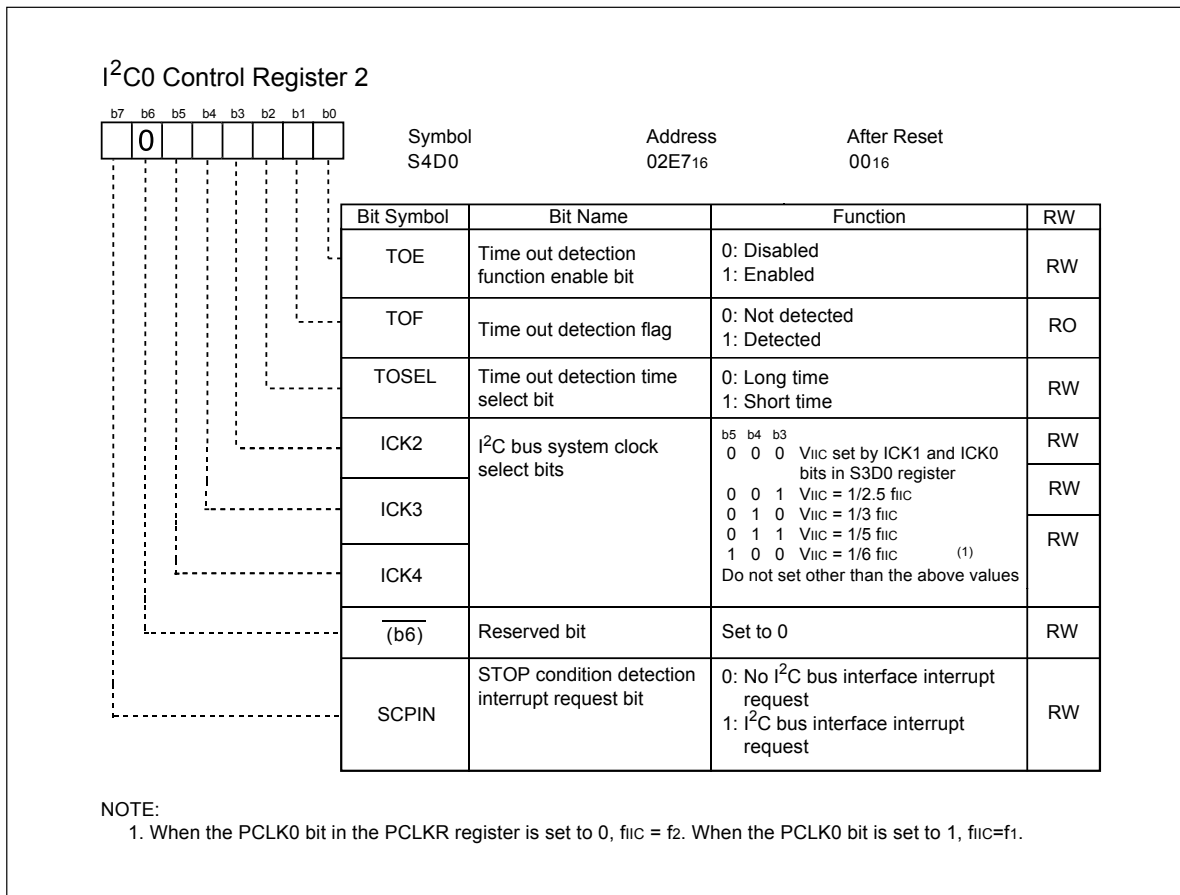 I²C0 Control Register 2
b7 b6 b5 b4 b3 b2 b1 b0
0
Symbol Address After Reset
S4D0 02E716 0016
Bit Symbol Bit Name Function RW
TOE Time out detection function enable bit 0: Disabled
1: Enabled RW
TOF Time out detection flag 0: Not detected
1: Detected RO
TOSEL Time out detection time select bit 0: Long time
1: Short time RW
ICK2 I²C bus system clock select bits RW
ICK3 RW
ICK4 RW
b5 b4 b3
0 0 0 VIIC set by ICK1 and ICK0
bits in S3D0 register
0 0 1 VIIC = 1/2.5 fIIC
0 1 0 VIIC = 1/3 fIIC
0 1 1 VIIC = 1/5 fIIC
1 0 0 VIIC = 1/6 fIIC (1)
Do not set other than the above values
(b6) Reserved bit Set to 0 RW
SCPIN STOP condition detection
interrupt request bit 0: No I²C bus interface interrupt
request
1: I²C bus interface interrupt
request RW
NOTE:
1. When the PCLK0 bit in the PCLKR register is set to 0, fIIC = f2. When the PCLK0 bit is set to 1, fIIC=f1.